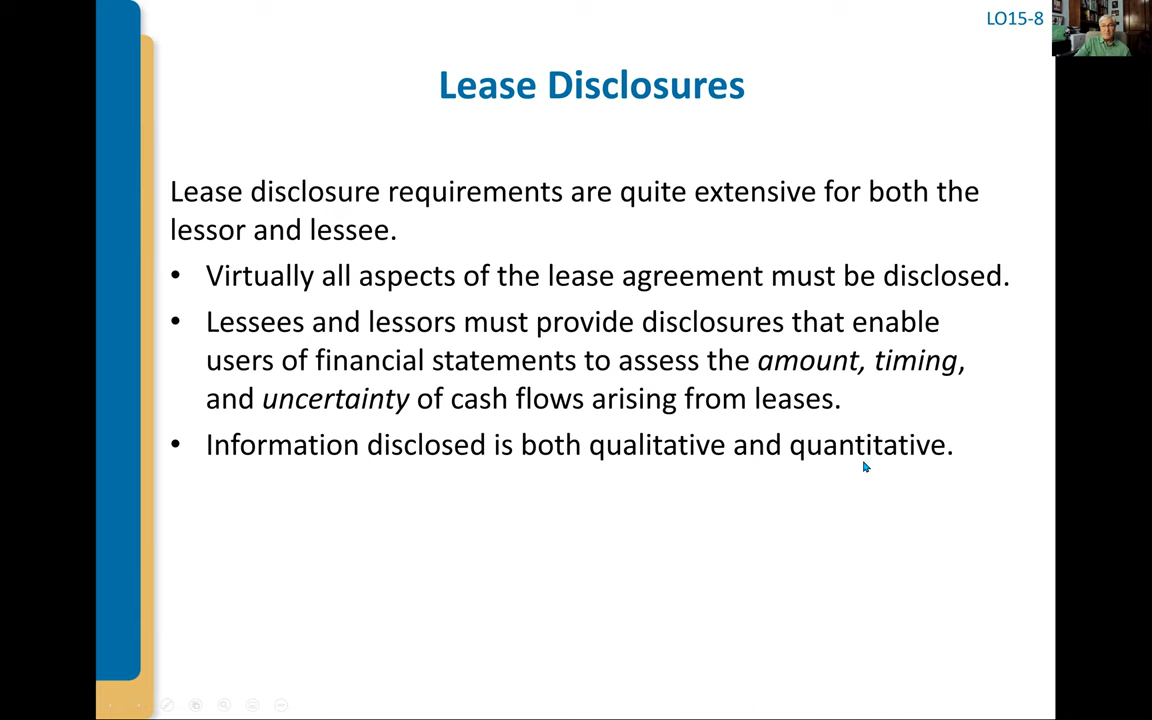 LO15-8
Lease Disclosures
Lease disclosure requirements are quite extensive for both the
lessor and lessee.
• Virtually all aspects of the lease agreement must be disclosed.
• Lessees and lessors must provide disclosures that enable
users of financial statements to assess the amount, timing,
and uncertainty of cash flows arising from leases.
• Information disclosed is both qualitative and quantitative.